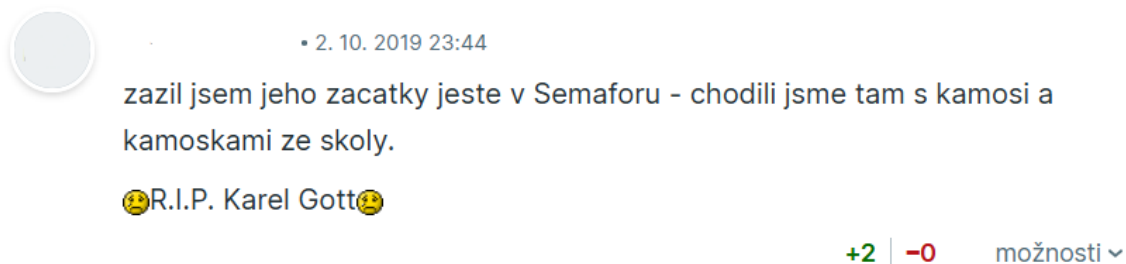 • 2. 10. 2019 23:44
zazil jsem jeho zacatky jeste v Semaforu - chodili jsme tam s kamosi a
kamoskami ze skoly.
R.I.P. Karel Gott
+2 −0 možnosti